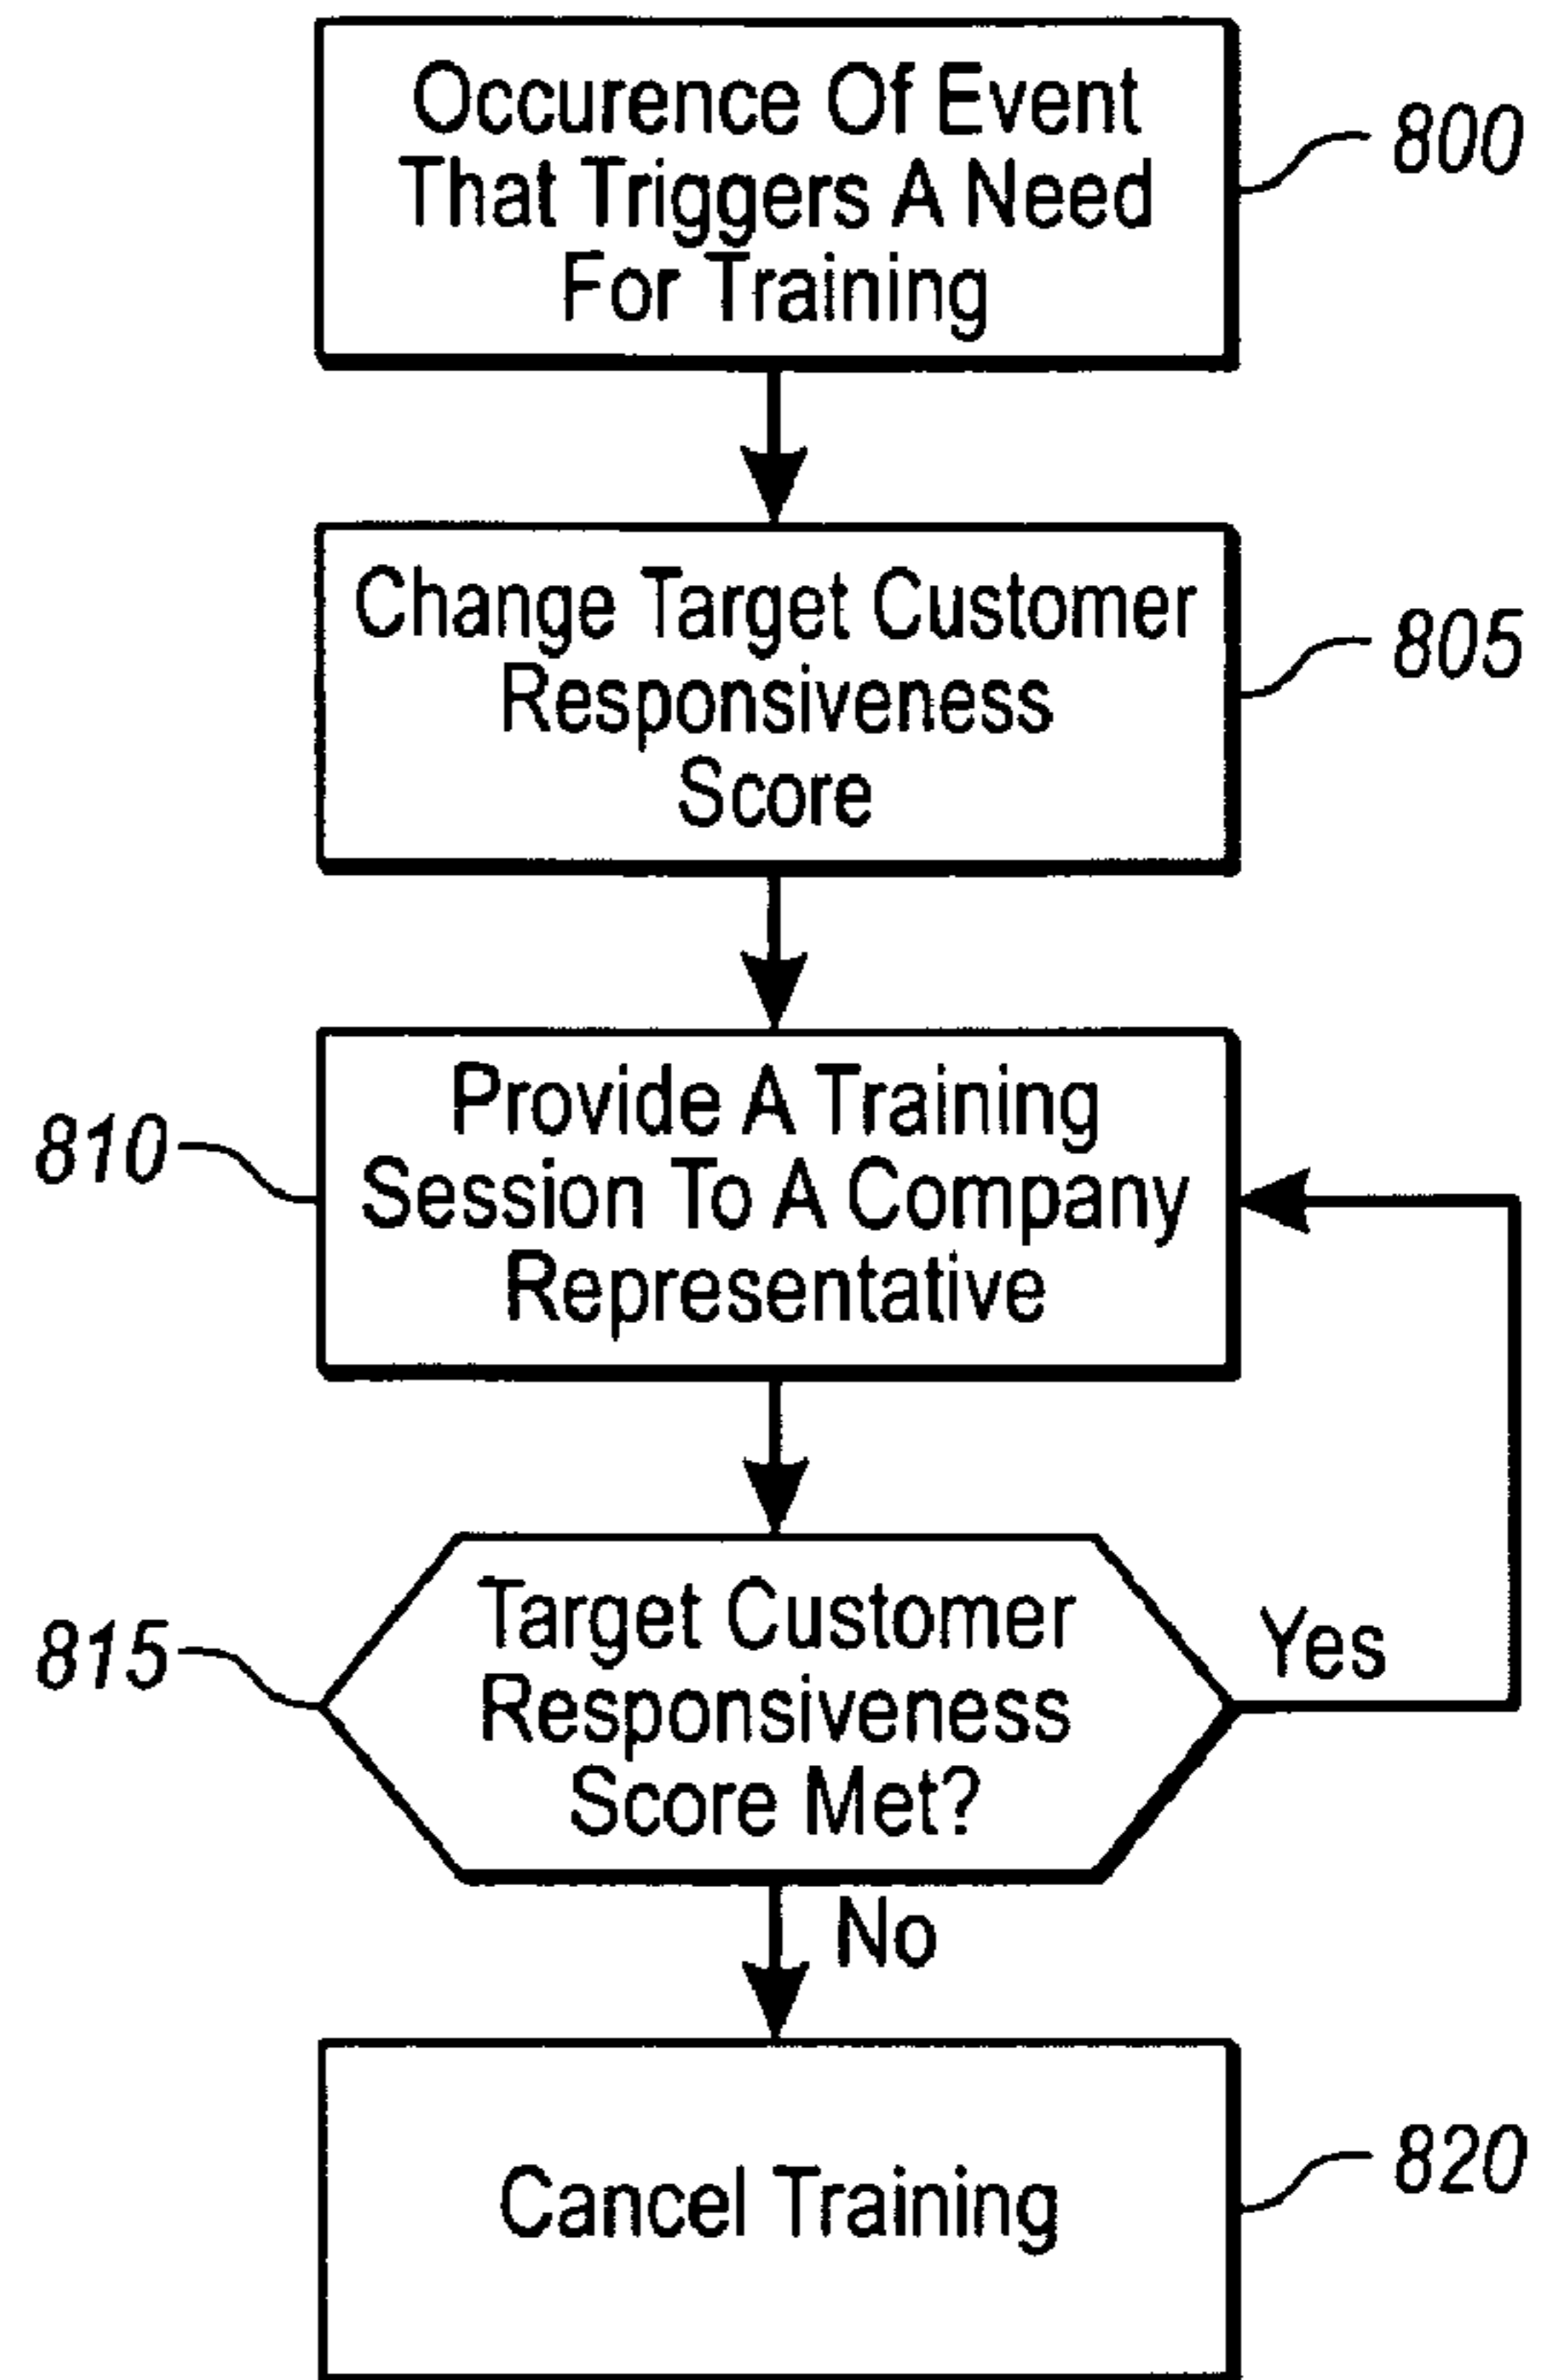 Occurence Of Event
That Triggers A Need
For Training
800
Change Target Customer
Responsiveness
Score
805
Provide A Training
Session To A Company
Representative
810
Target Customer
Responsiveness
Score Met?
815
Yes
No
Cancel Training
820